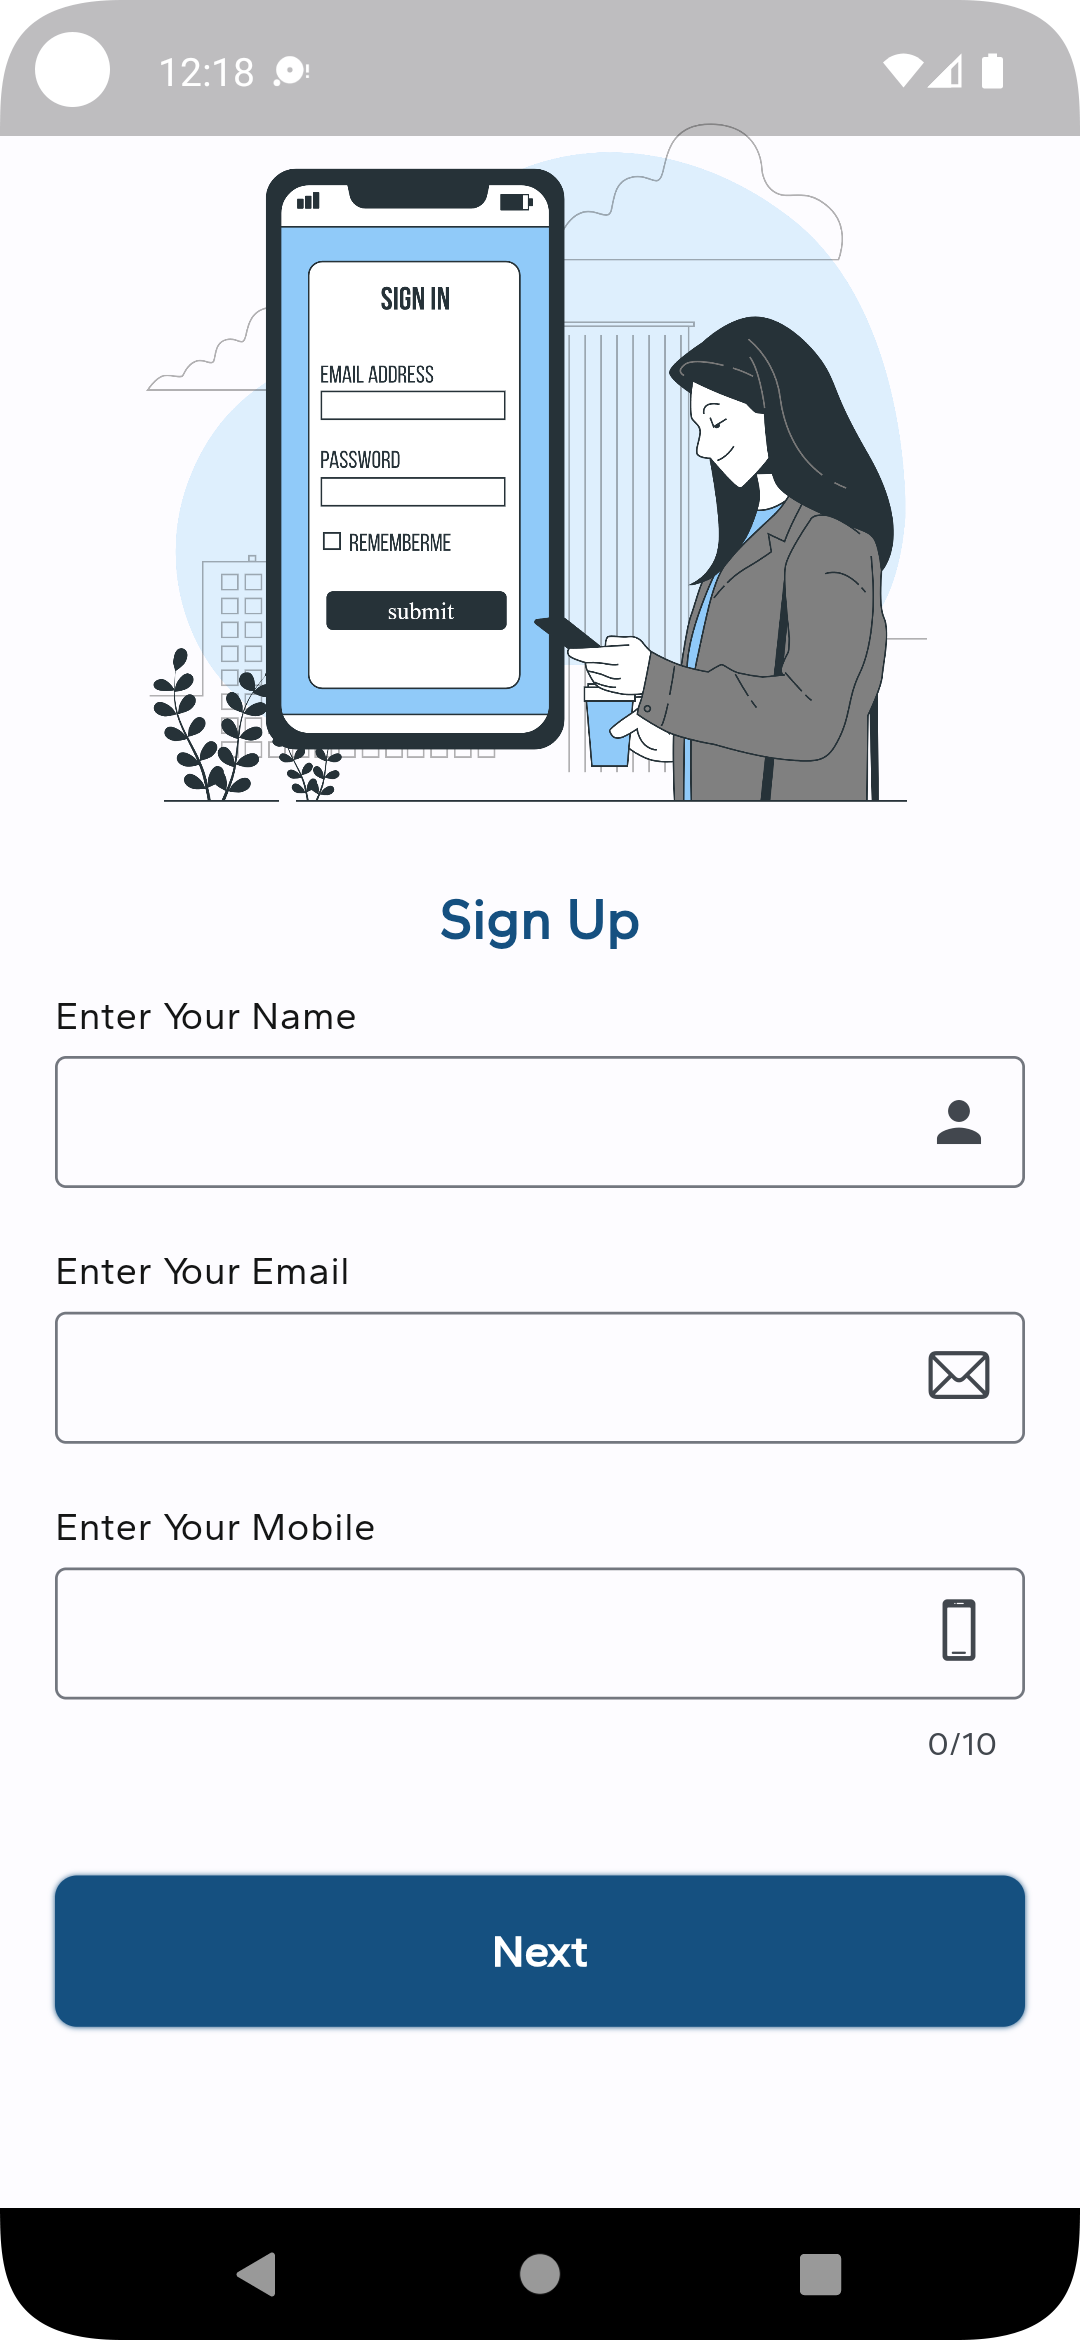 12:18
SIGN IN
EMAIL ADDRESS
PASSWORD
REMEMBERME
submit
Sign Up
Enter Your Name
Enter Your Email
Enter Your Mobile
0/10
Next